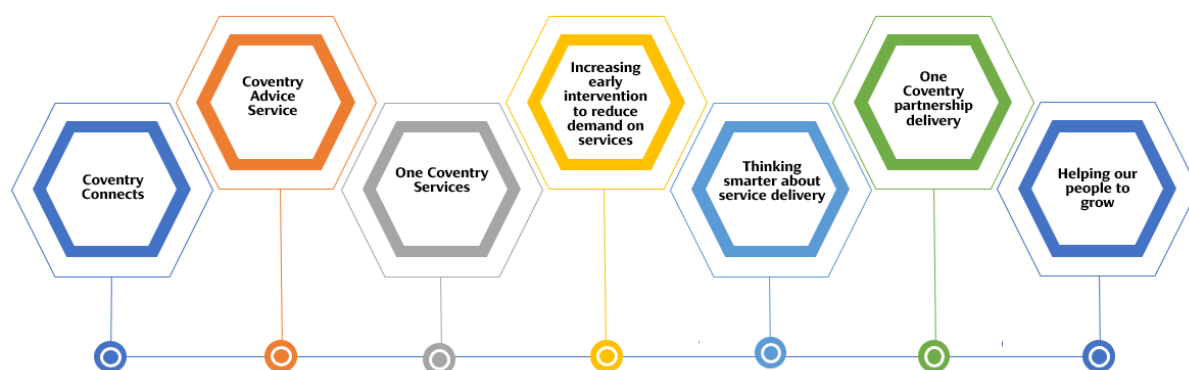 Coventry
Connects
Coventry
Advice
Service
One Coventry
Services
Increasing
early
intervention
to reduce
demand on
services
Thinking
smarter about
service delivery
One
Coventry
partnership
delivery
Helping our
people to
grow